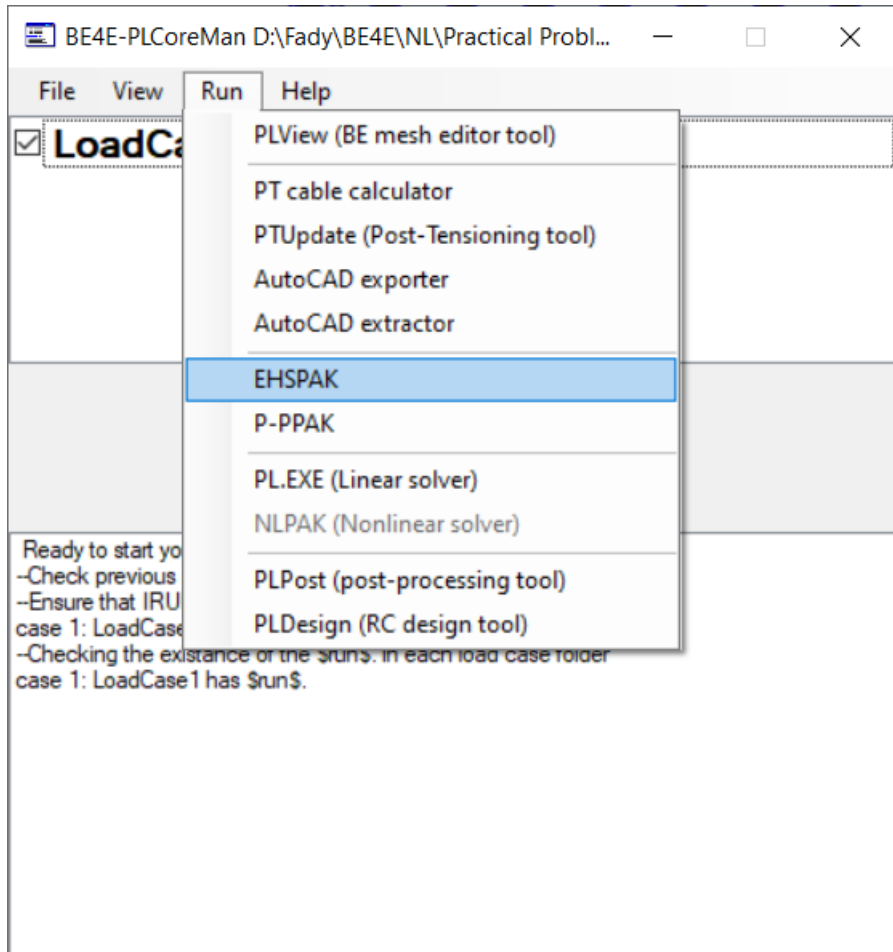 BE4E-PLCoreMan D:\Fady\BE4E\NL\Practical Probl...
File View Run Help
LoadCa
PLView (BE mesh editor tool)
PT cable calculator
PTUpdate (Post-Tensioning tool)
AutoCAD exporter
AutoCAD extractor
EHSPAK
P-PPAK
PL.EXE (Linear solver)
NLPAK (Nonlinear solver)
PLPost (post-processing tool)
PLDesign (RC design tool)
Ready to start yo
--Check previous
--Ensure that IRU
case 1: LoadCase
--Checking the existance of the $run$. in each load case folder
case 1: LoadCase1 has $run$.